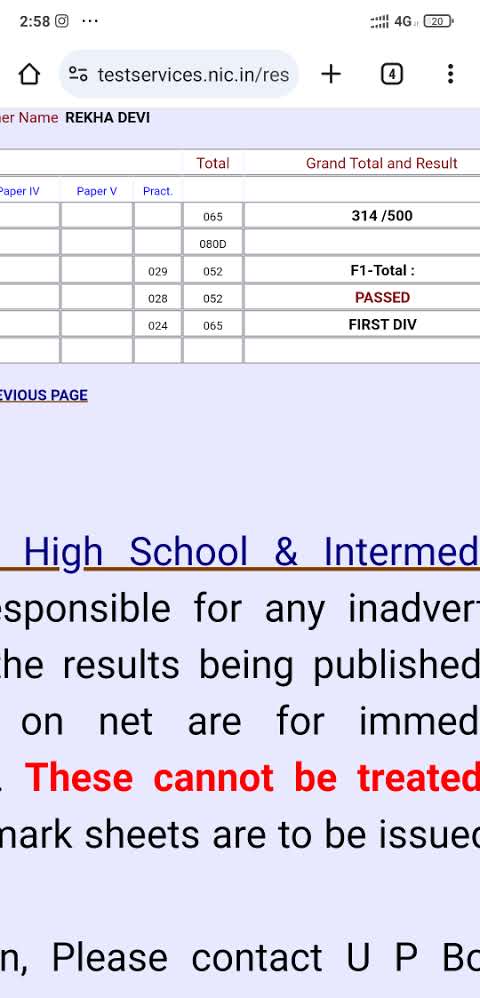 2:58 ... 4G 20
testservices.nic.in/res 4
er Name REKHA DEVI
Total Grand Total and Result
Paper IV Paper V Pract.
065 314 /500
080D
029 052 F1-Total :
028 052 PASSED
024 065 FIRST DIV
EVIOUS PAGE
High School & Intermed
esponsible for any inadvert
the results being published
on net are for immed
. These cannot be treated
mark sheets are to be issued
n, Please contact U P Bo